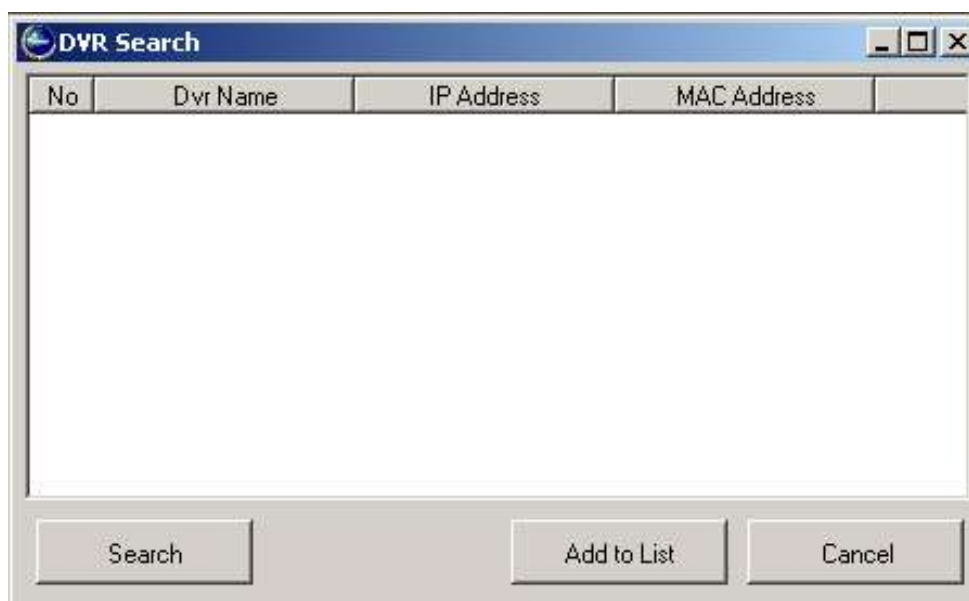 DVR Search
No Dvr Name IP Address MAC Address
Search Add to List Cancel